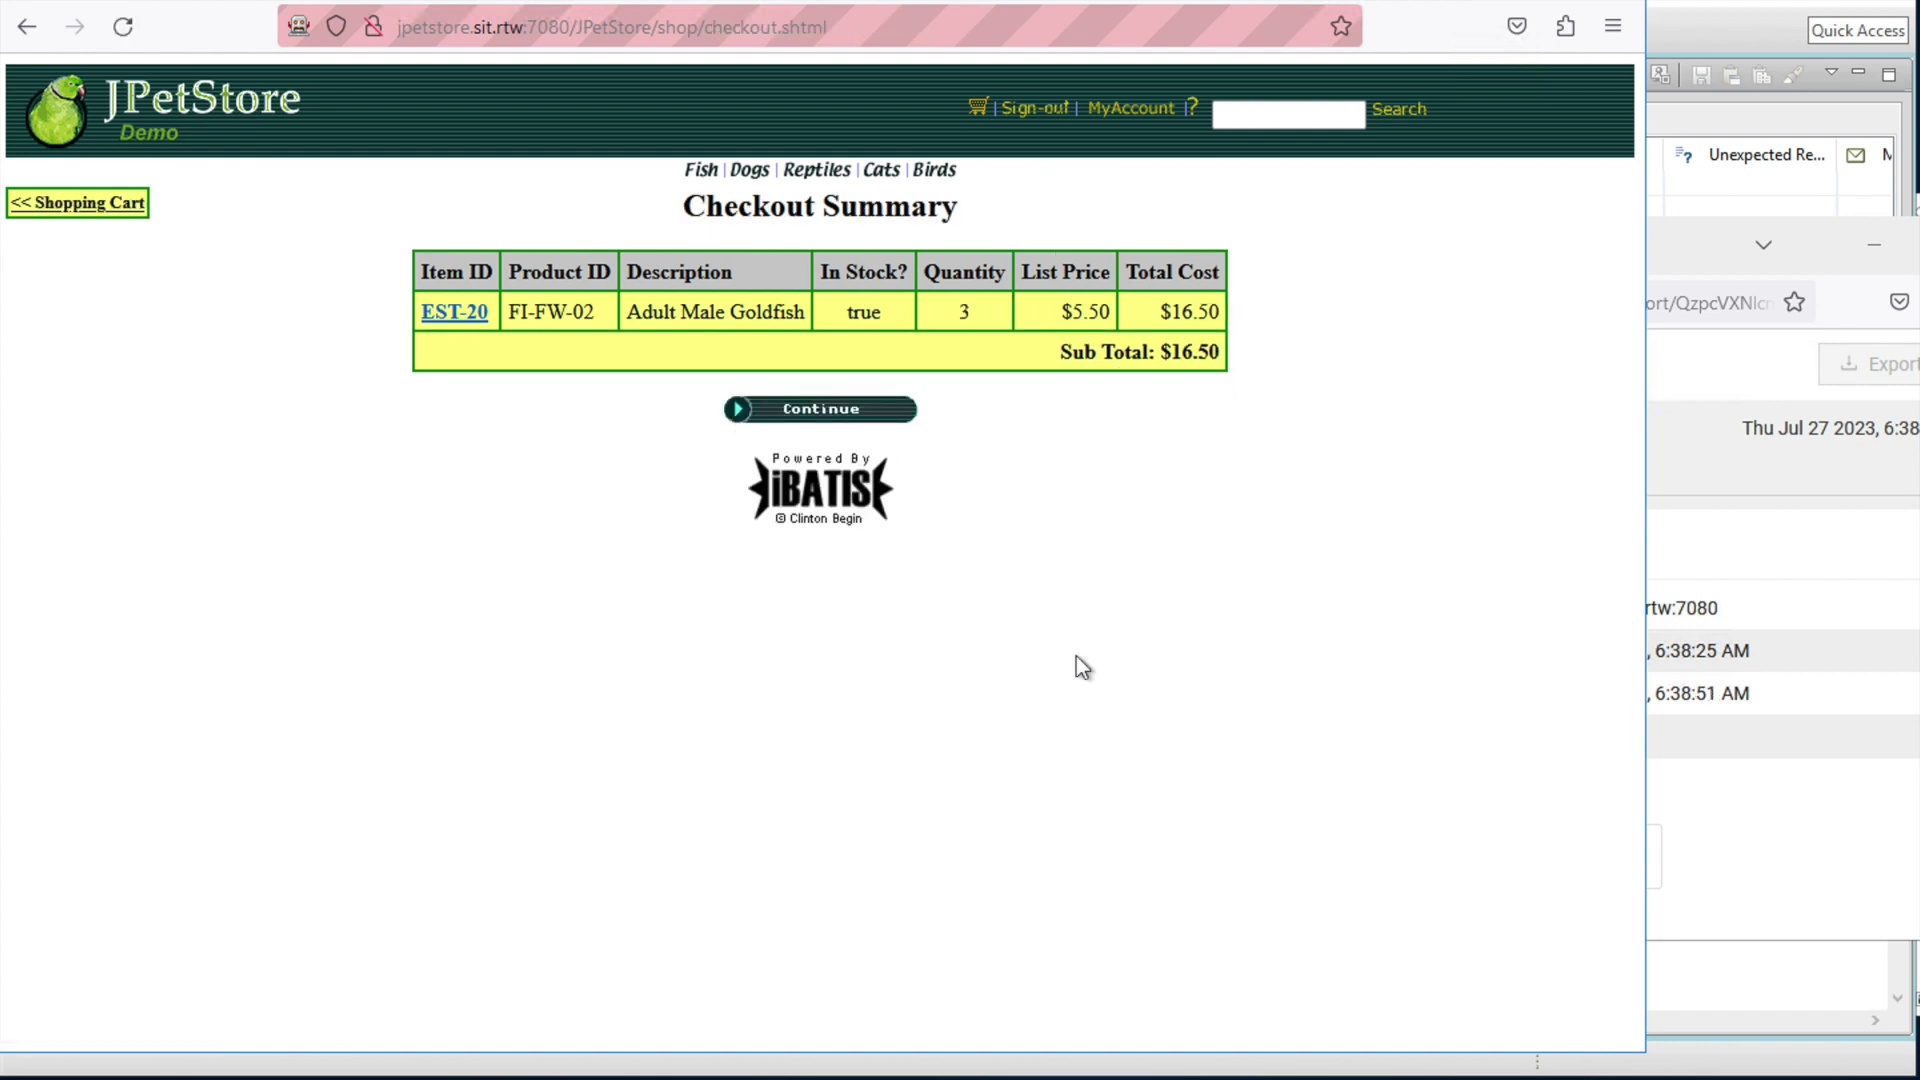 jpetstore.sit.rtw:7080/JPetStore/shop/checkout.shtml
Quick Access
JPetStore
Demo
| Sign-out | MyAccount | ?
Search
Fish | Dogs | Reptiles | Cats | Birds
<< Shopping Cart
Checkout Summary
Item ID Product ID Description In Stock? Quantity List Price Total Cost
EST-20 FI-FW-02 Adult Male Goldfish true 3 $5.50 $16.50
Sub Total: $16.50
Continue
Powered By
iBATIS
© Clinton Begin
Unexpected Re...
Export
Thu Jul 27 2023, 6:38
rtw:7080
, 6:38:25 AM
, 6:38:51 AM